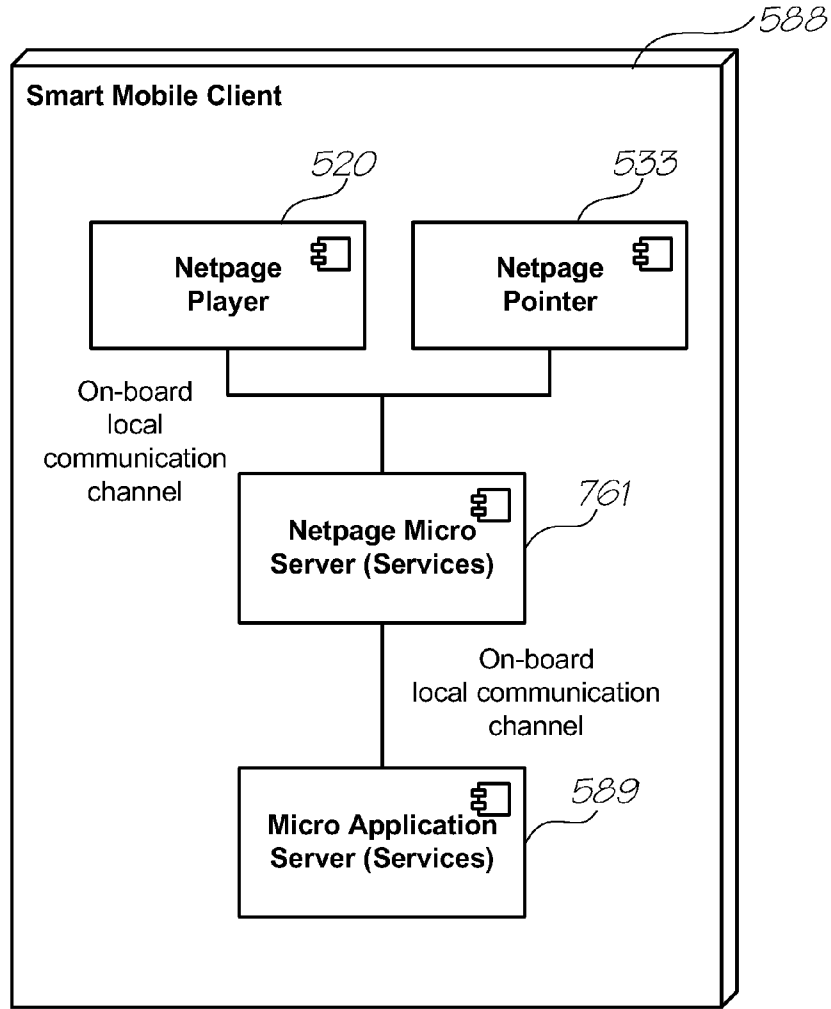 588
Smart Mobile Client
520
533
Netpage
Player
Netpage
Pointer
On-board
local
communication
channel
761
Netpage Micro
Server (Services)
On-board
local communication
channel
589
Micro Application
Server (Services)